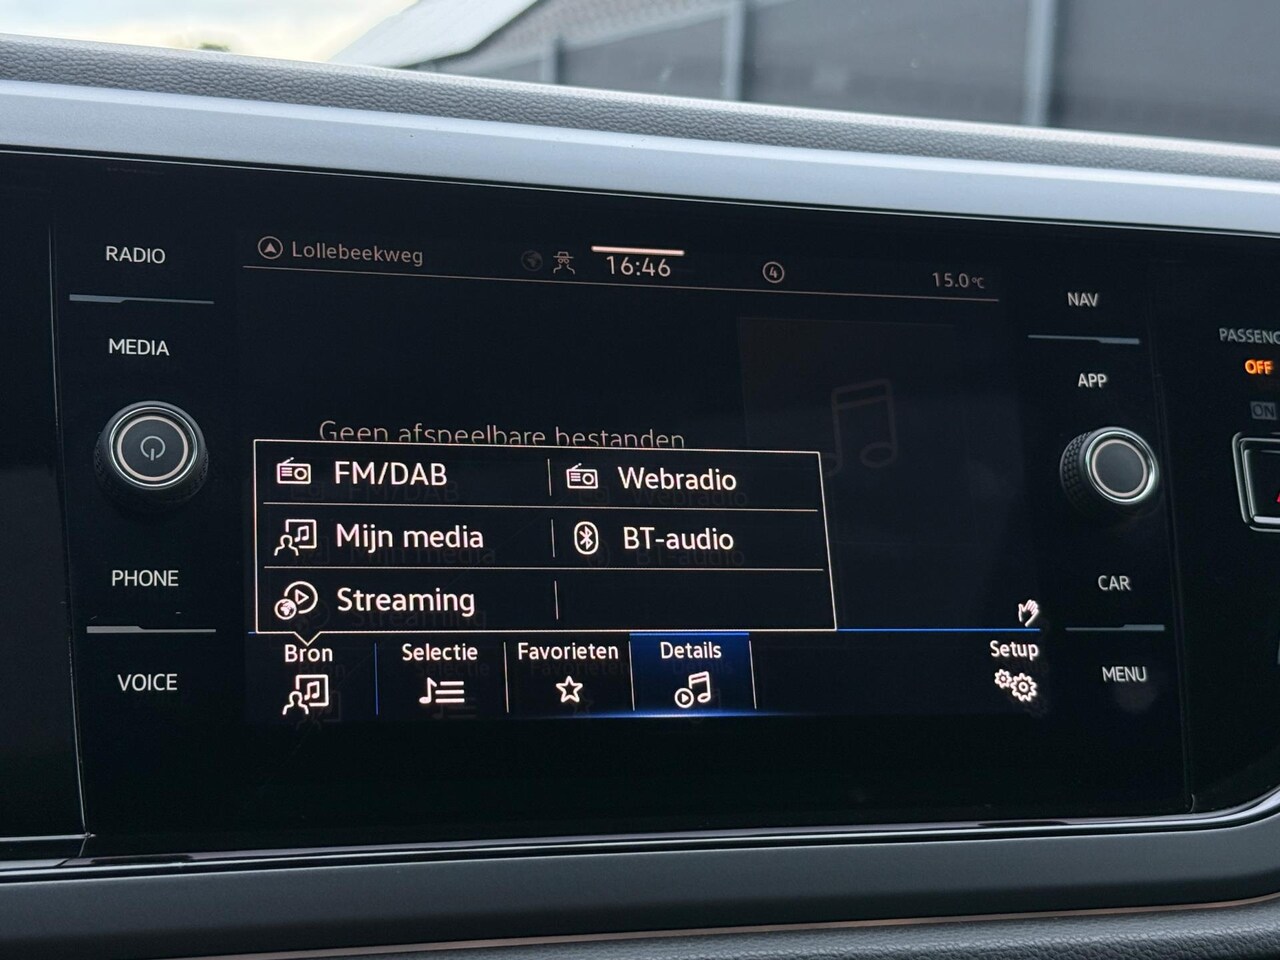 RADIO
MEDIA
PHONE
VOICE
Lollebeekweg
16:46
4
15.0°C
Geen afspeelbare bestanden
FM/DAB
Webradio
Mijn media
BT-audio
Streaming
Bron
Selectie
Favorieten
Details
Setup
NAV
APP
CAR
MENU
PASSENG
OFF
ON